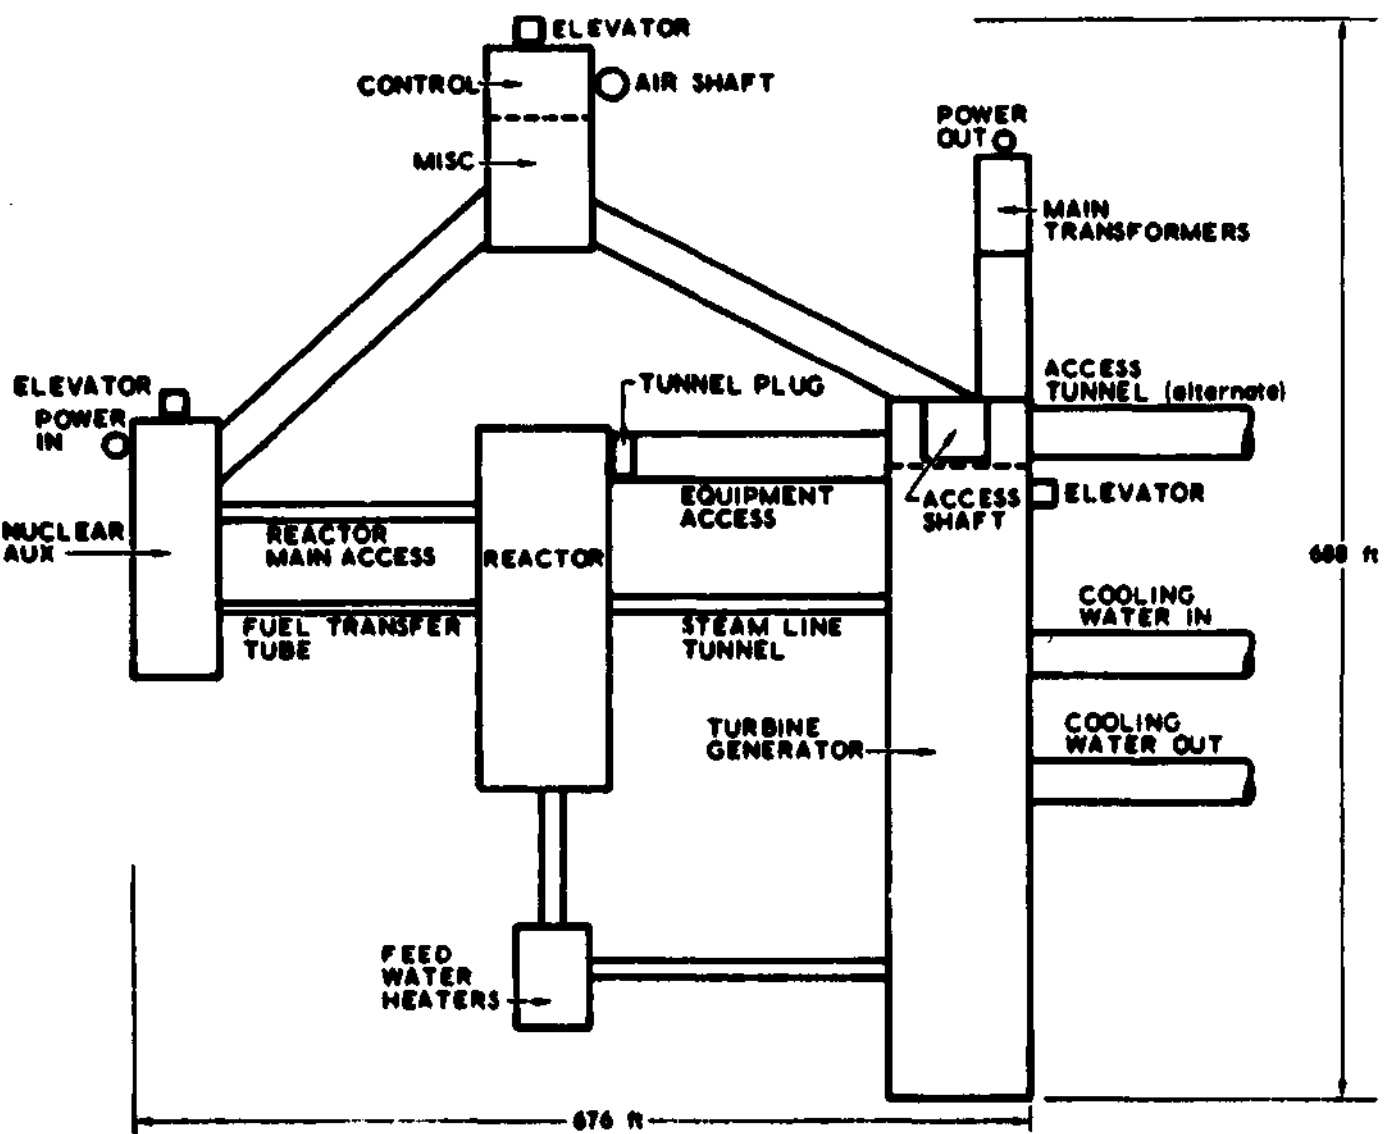 ELEVATOR
CONTROL
AIR SHAFT
MISC
POWER
OUT
MAIN
TRANSFORMERS
ELEVATOR
POWER
IN
TUNNEL PLUG
ACCESS
TUNNEL (alternate)
NUCLEAR
AUX
REACTOR
MAIN ACCESS
REACTOR
EQUIPMENT
ACCESS
ACCESS
SHAFT
ELEVATOR
FUEL TRANSFER
TUBE
STEAM LINE
TUNNEL
COOLING
WATER IN
TURBINE
GENERATOR
COOLING
WATER OUT
FEED
WATER
HEATERS
676 ft
ft